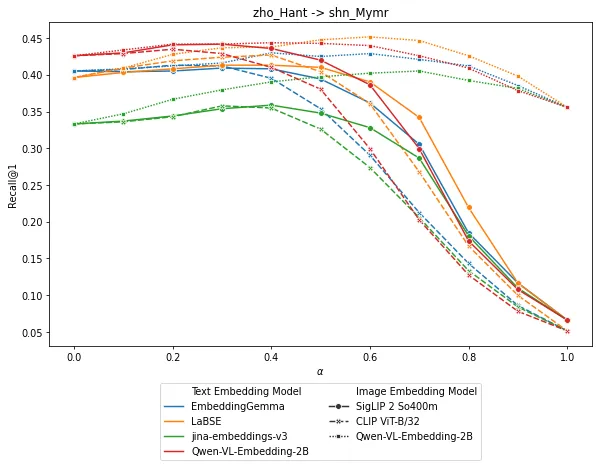 zho_Hant -> shn_Mymr
Recall@1
0.45
0.40
0.35
0.30
0.25
0.20
0.15
0.10
0.05
0.0 0.2 0.4 0.6 0.8 1.0
α
Text Embedding Model
EmbeddingGemma
LaBSE
jina-embeddings-v3
Qwen-VL-Embedding-2B
Image Embedding Model
SigLIP 2 So400m
CLIP ViT-B/32
Qwen-VL-Embedding-2B